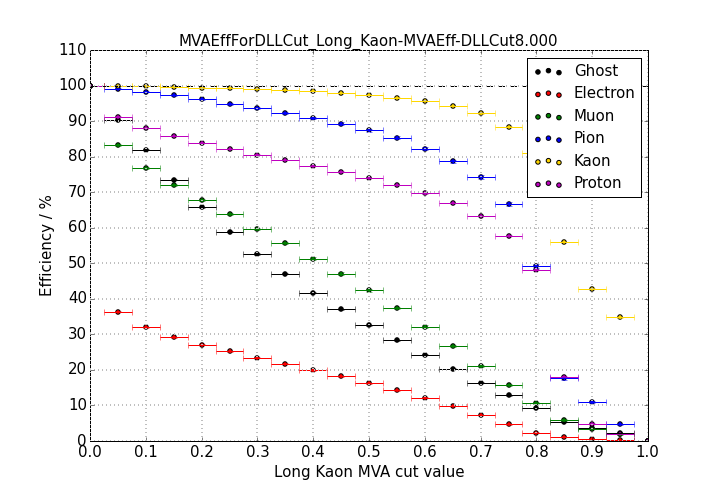 MVAEffForDLLCut_Long_Kaon-MVAEff-DLLCut8.000
110
100
90
80
70
60
50
40
30
20
10
0
Efficiency / %
Ghost
Electron
Muon
Pion
Kaon
Proton
0.0 0.1 0.2 0.3 0.4 0.5 0.6 0.7 0.8 0.9 1.0
Long Kaon MVA cut value